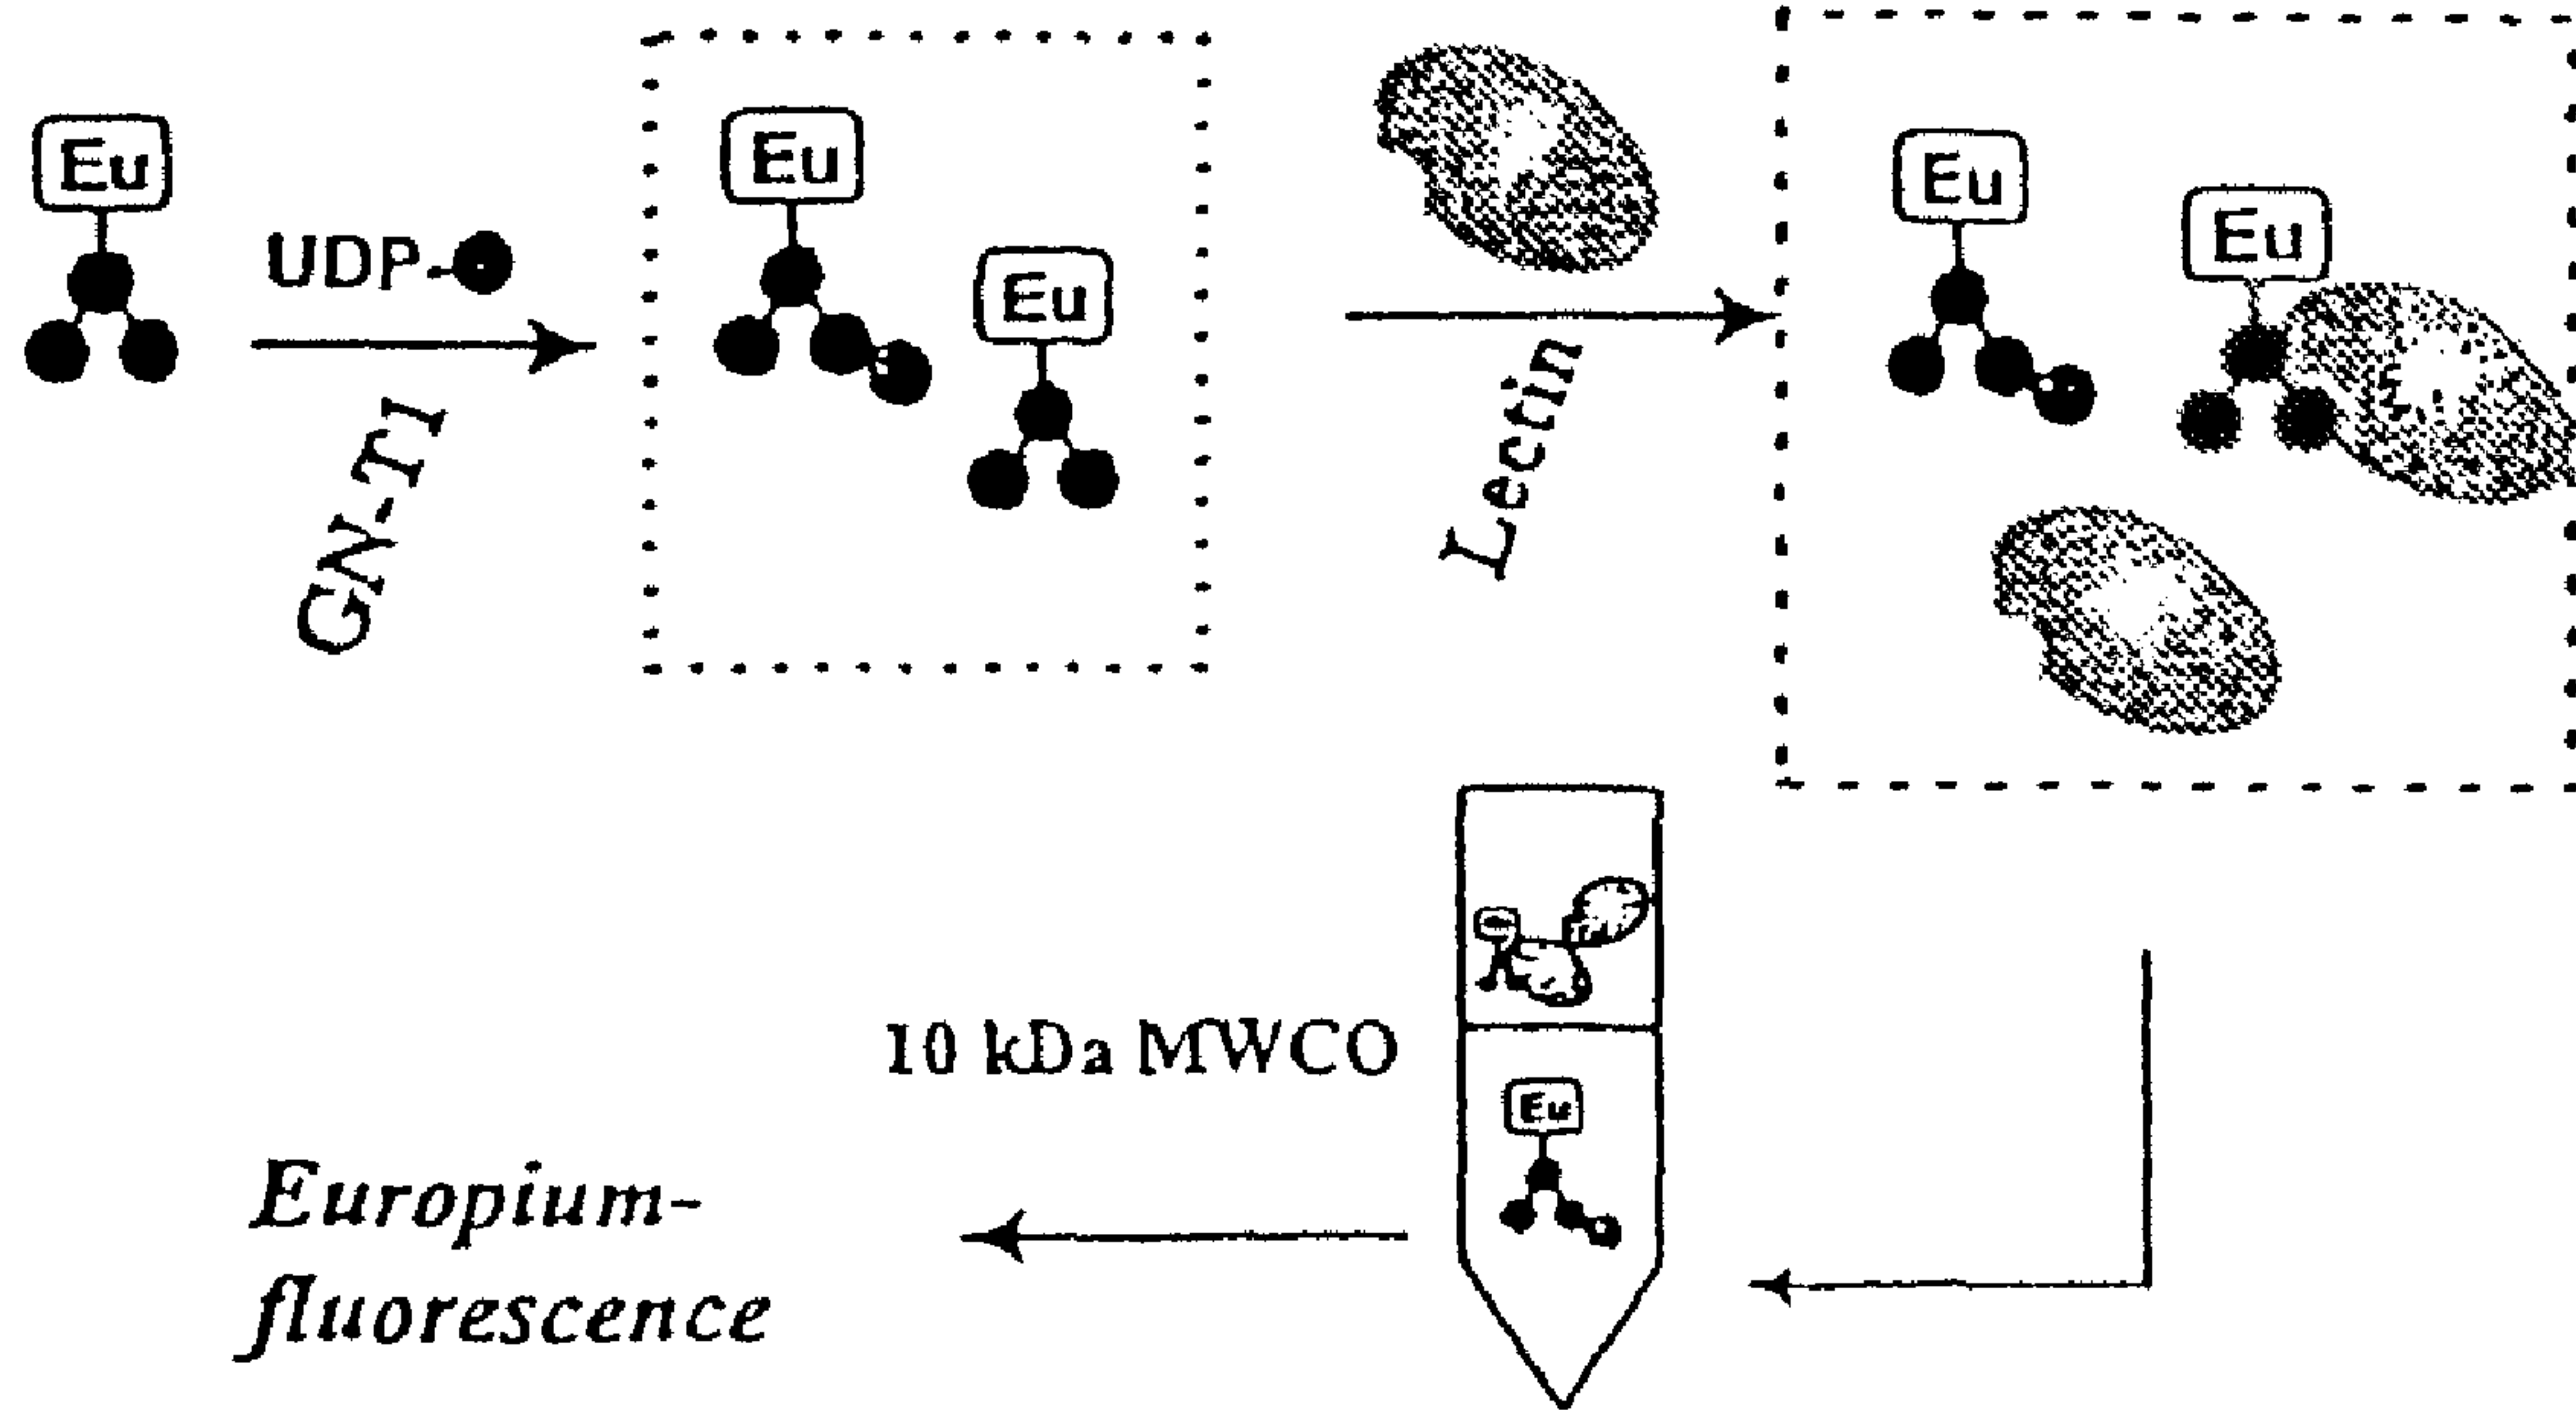 Eu
UDP-
GN-TI
Eu
Eu
Lectin
Eu
Eu
10 kDa MWCO
Eu
Europium-
fluorescence